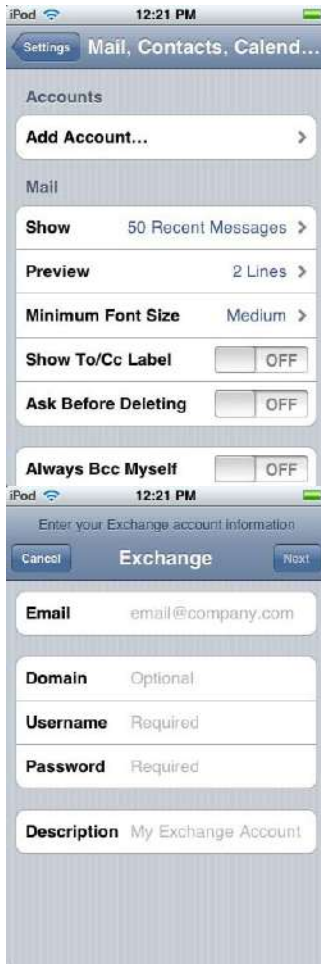 iPod 12:21 PM
Settings Mail, Contacts, Calend...
Accounts
Add Account...
Mail
Show 50 Recent Messages
Preview 2 Lines
Minimum Font Size Medium
Show To/Cc Label OFF
Ask Before Deleting OFF
Always Bcc Myself OFF
iPod 12:21 PM
Enter your Exchange account information
Cancel Exchange Next
Email email@company.com
Domain Optional
Username Required
Password Required
Description My Exchange Account